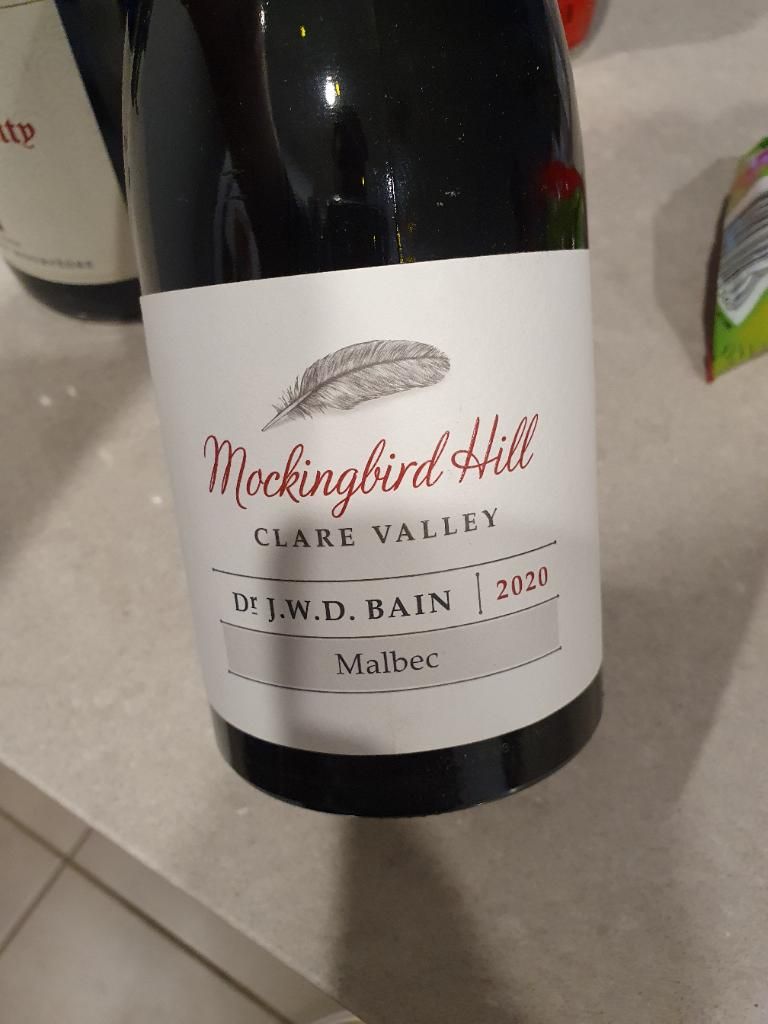 Mockingbird Hill
CLARE VALLEY
Dr J.W.D. BAIN | 2020
Malbec